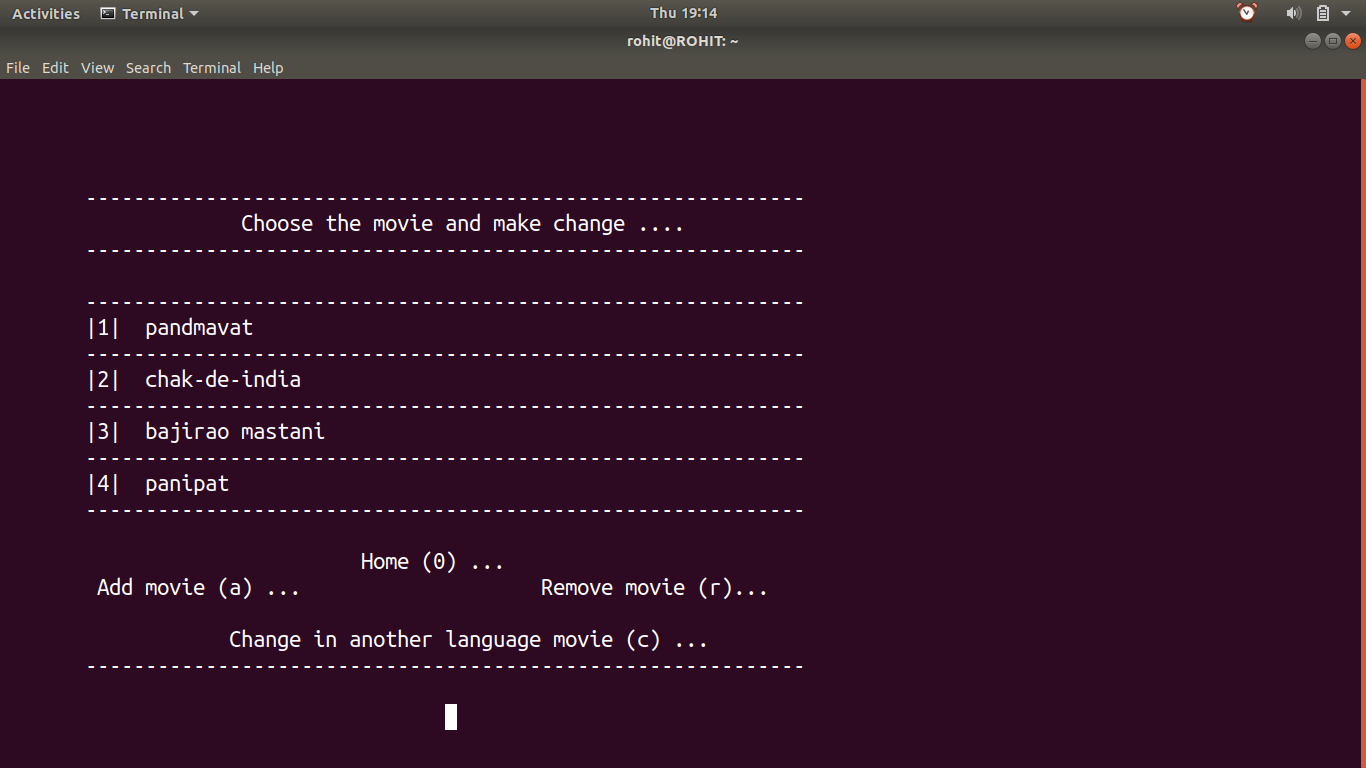 Activities Terminal Thu 19:14
rohit@ROHIT: ~
File Edit View Search Terminal Help
------------------------------------------------------------
Choose the movie and make change ....
------------------------------------------------------------
------------------------------------------------------------
|1| pandmavat
------------------------------------------------------------
|2| chak-de-india
------------------------------------------------------------
|3| bajirao mastani
------------------------------------------------------------
|4| panipat
------------------------------------------------------------
Home (0) ...
Add movie (a) ... Remove movie (r)...
Change in another language movie (c) ...
------------------------------------------------------------